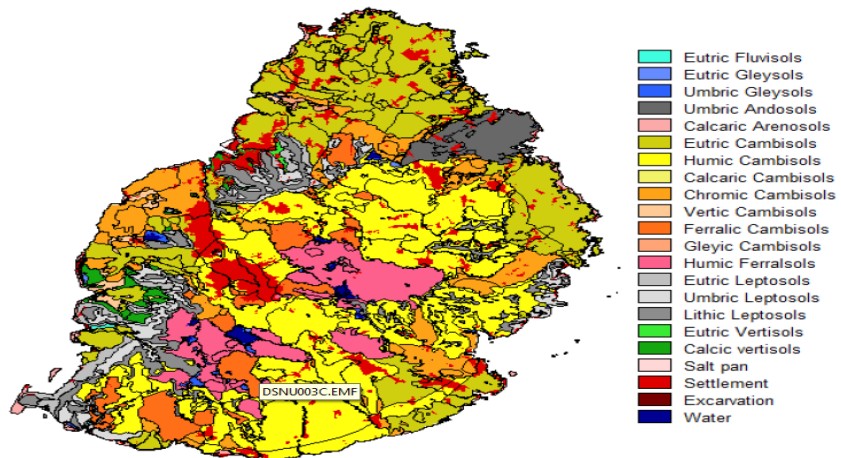 Eutric Fluvisols
Eutric Gleysols
Umbric Gleysols
Umbric Andosols
Calcaric Arenosols
Eutric Cambisols
Humic Cambisols
Calcaric Cambisols
Chromic Cambisols
Vertic Cambisols
Ferralic Cambisols
Gleyic Cambisols
Humic Ferralsols
Eutric Leptosols
Umbric Leptosols
Lithic Leptosols
Eutric Vertisols
Calcic vertisols
Salt pan
Settlement
Excarvation
Water
DSNU003C.EMF